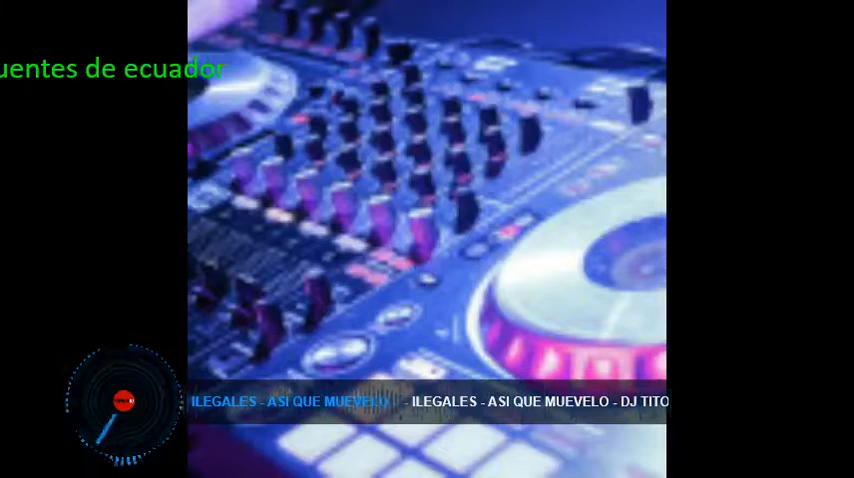 uentes de ecuador
ILEGALES - ASI QUE MUEVELO - ILEGALES - ASI QUE MUEVELO - DJ TITO